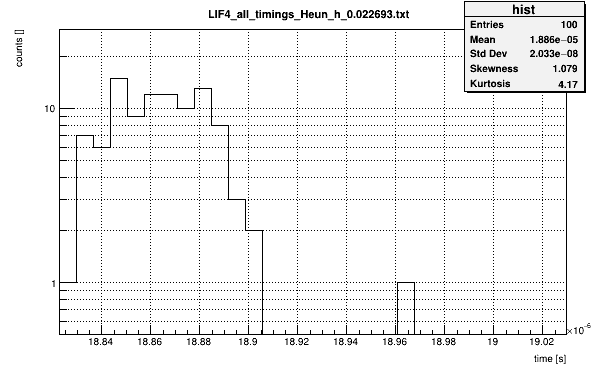 LIF4_all_timings_Heun_h_0.022693.txt
hist
Entries 100
Mean 1.886e−05
Std Dev 2.033e−08
Skewness 1.079
Kurtosis 4.17
counts []
10
1
18.84 18.86 18.88 18.9 18.92 18.94 18.96 18.98 19 19.02
×10⁻⁶
time [s]